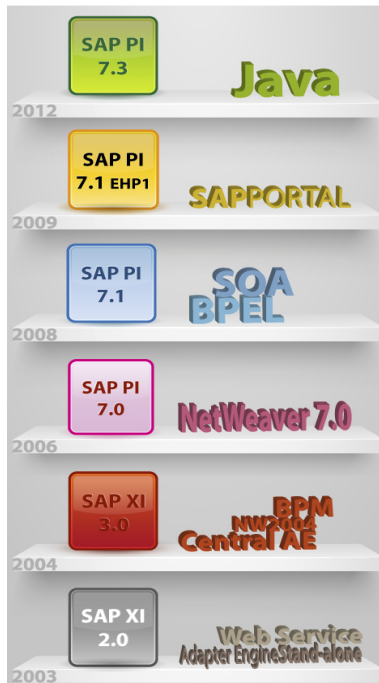 SAP PI
7.3
Java
2012
SAP PI
7.1 EHP1
SAPPORTAL
2009
SAP PI
7.1
SOA
BPEL
2008
SAP PI
7.0
NetWeaver 7.0
2006
SAP XI
3.0
BPM
NW2004
Central AE
2004
SAP XI
2.0
Web Service
Adapter EngineStand-alone
2003